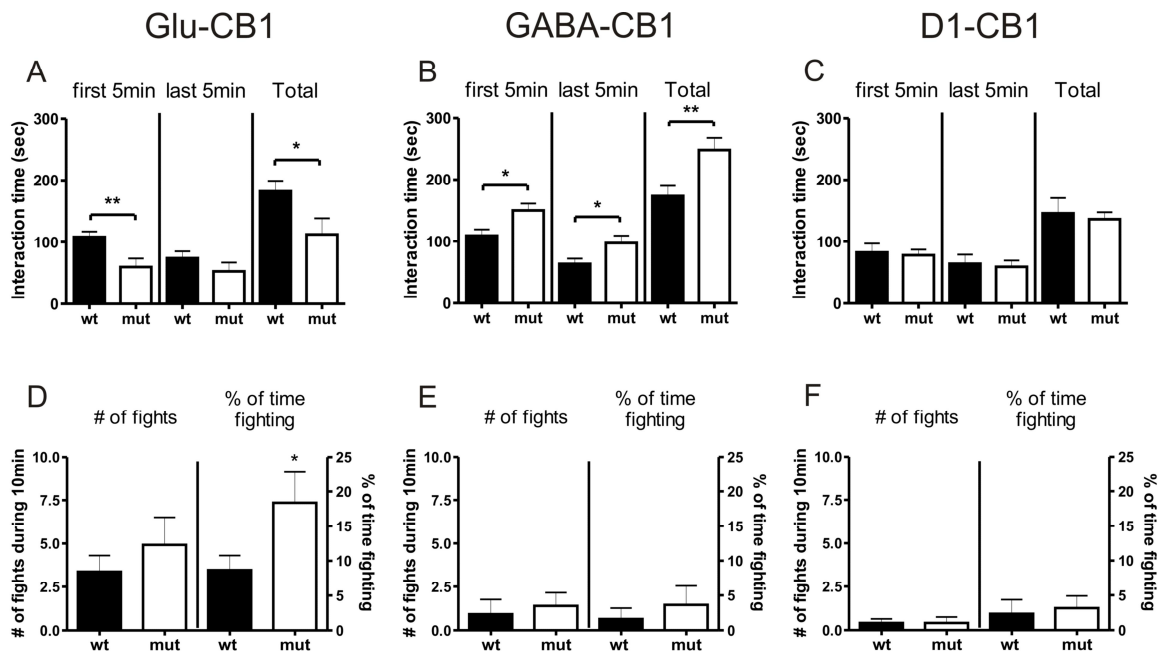 Glu-CB1 GABA-CB1 D1-CB1
A B C
first 5min last 5min Total first 5min last 5min Total first 5min last 5min Total
Interaction time (sec) Interaction time (sec) Interaction time (sec)
300 300 300
200 200 200
100 100 100
0 0 0
** * * * **
wt mut wt mut wt mut wt mut wt mut wt mut wt mut wt mut wt mut
D E F
# of fights % of time fighting # of fights % of time fighting # of fights % of time fighting
# of fights during 10min % of time fighting # of fights during 10min % of time fighting # of fights during 10min % of time fighting
*
10.0 25 10.0 25 10.0 25
20 20 20
7.5 7.5 7.5
15 15 15
5.0 5.0 5.0
10 10 10
2.5 2.5 2.5
5 5 5
0.0 0 0.0 0 0.0 0
wt mut wt mut wt mut wt mut wt mut wt mut